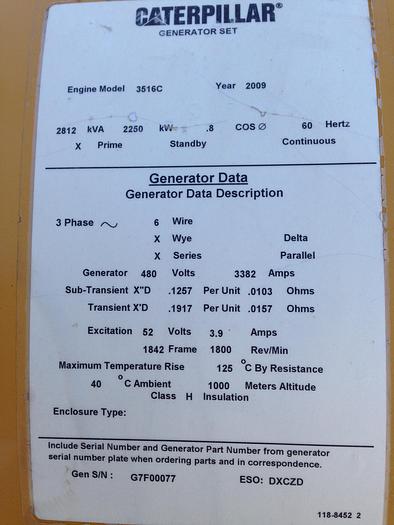 CATERPILLAR®
GENERATOR SET
Engine Model 3516C Year 2009
2812 kVA 2250 kW .8 COS Ø 60 Hertz
X Prime Standby Continuous
Generator Data
Generator Data Description
3 Phase 6 Wire
X Wye Delta
X Series Parallel
Generator 480 Volts 3382 Amps
Sub-Transient X"D .1257 Per Unit .0103 Ohms
Transient X'D .1917 Per Unit .0157 Ohms
Excitation 52 Volts 3.9 Amps
1842 Frame 1800 Rev/Min
Maximum Temperature Rise 125 °C By Resistance
40 °C Ambient 1000 Meters Altitude
Class H Insulation
Enclosure Type:
Include Serial Number and Generator Part Number from generator
serial number plate when ordering parts and in correspondence.
Gen S/N : G7F00077 ESO: DXCZD
118-8452 2